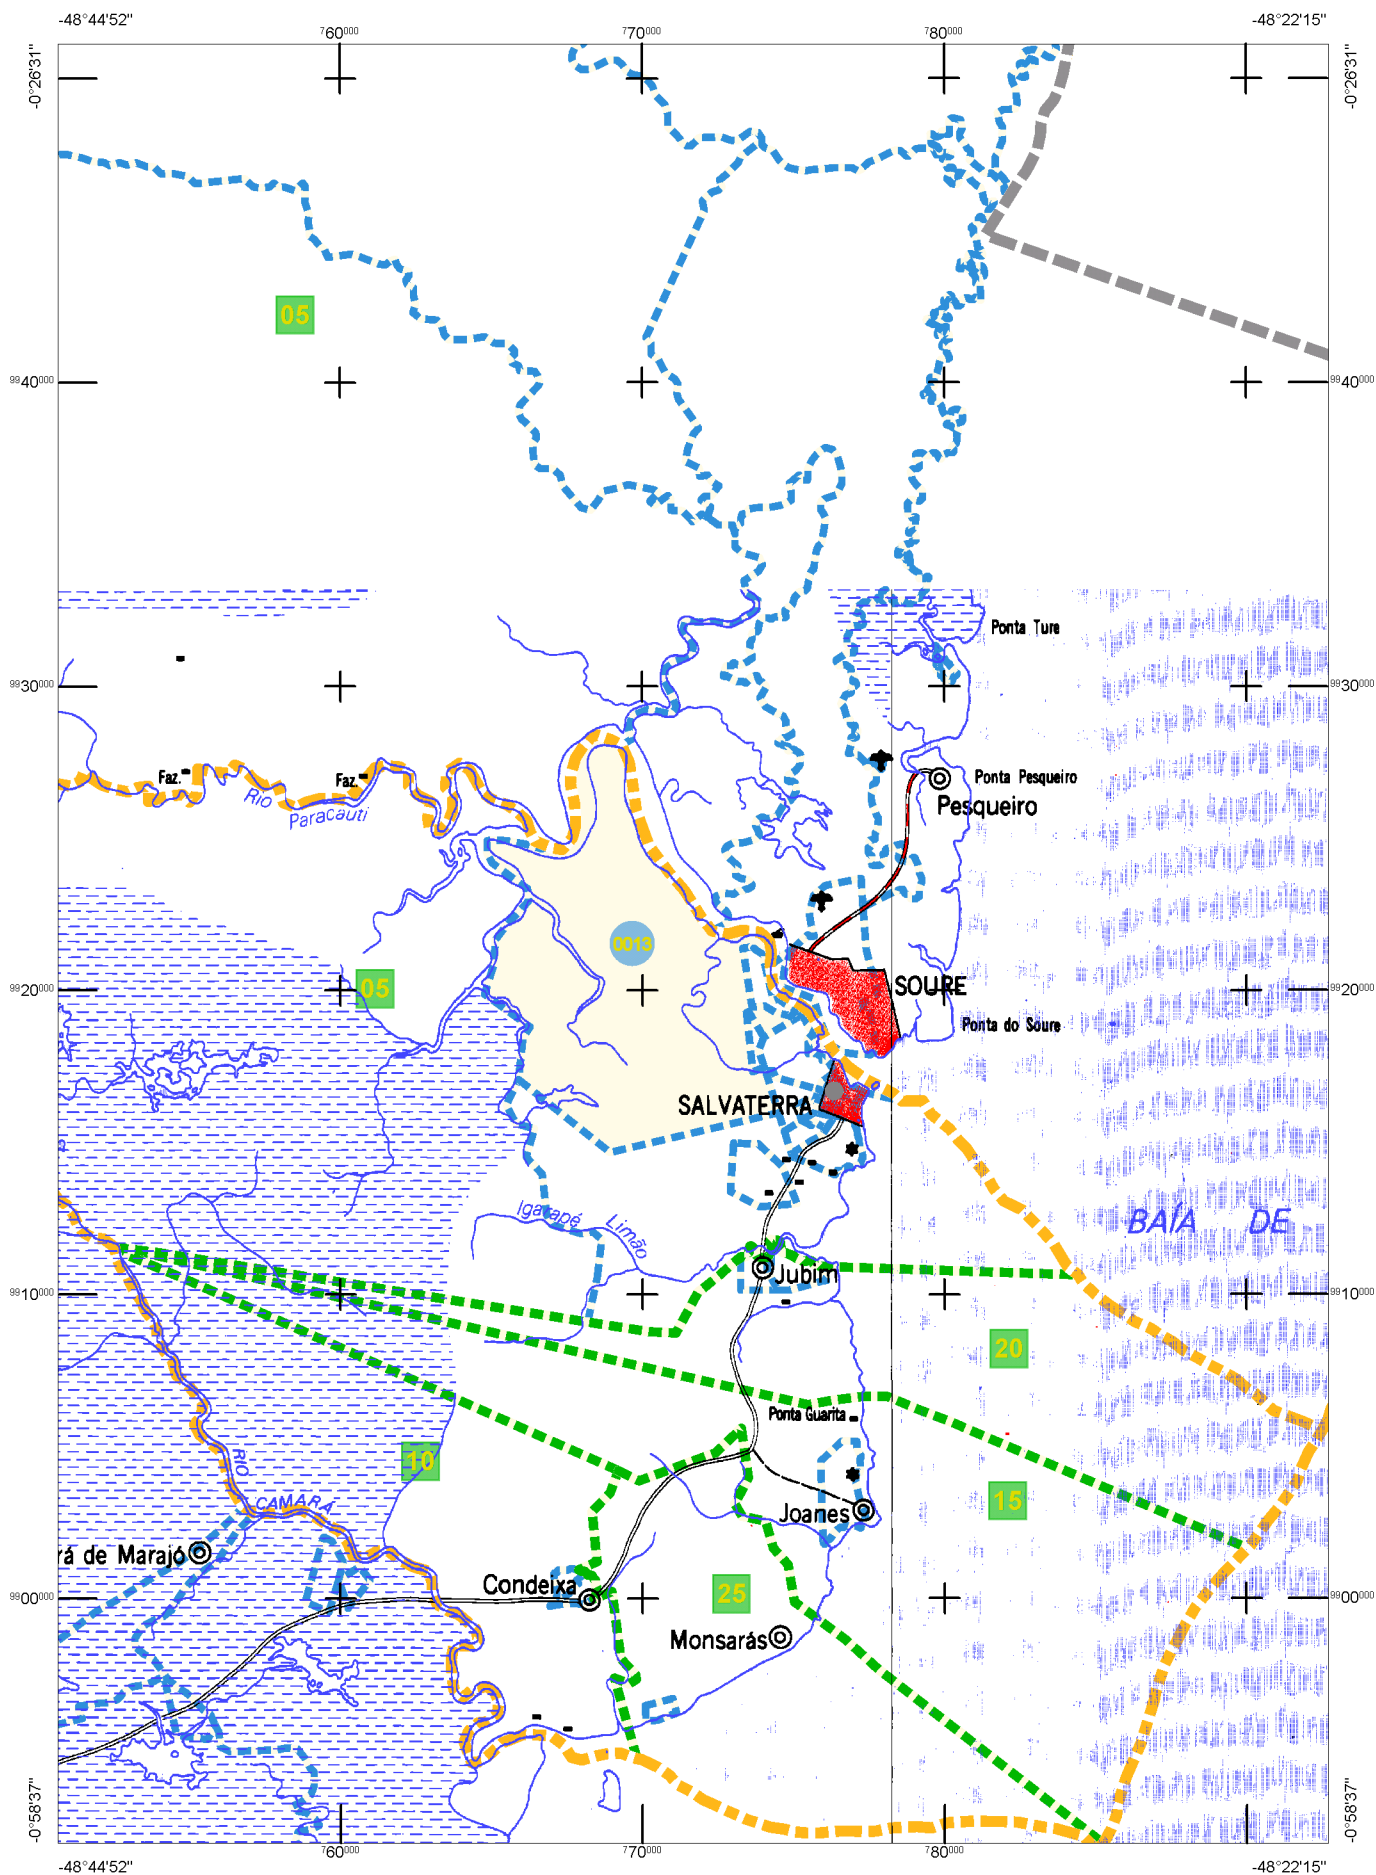 -48°44'52"
-48°22'15"
760000
770000
780000
-0°26'31"
-0°26'31"
05
9940000
9940000
Ponta Ture
9930000
9930000
Faz.
Faz.
Rio
Paracauti
Ponta Pesqueiro
Pesqueiro
0013
05
SOURE
9920000
9920000
Ponta do Soure
SALVATERRA
Igarapé
Limão
BAÍA DE
Jubim
9910000
9910000
20
Ponta Guarita
10
RIO
CAMARÁ
15
Joanes
rá de Marajó
Condeixa
25
9900000
9900000
Monsarás
-0°58'37"
-0°58'37"
760000
770000
780000
-48°44'52"
-48°22'15"